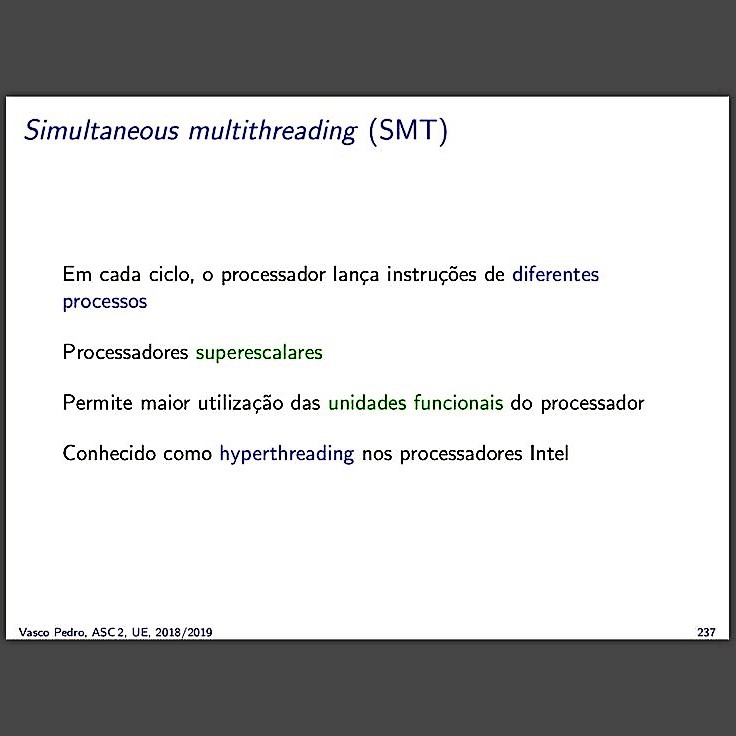 Simultaneous multithreading (SMT)
Em cada ciclo, o processador lança instruções de diferentes
processos
Processadores superescalares
Permite maior utilização das unidades funcionais do processador
Conhecido como hyperthreading nos processadores Intel
Vasco Pedro, ASC 2, UE, 2018/2019
237